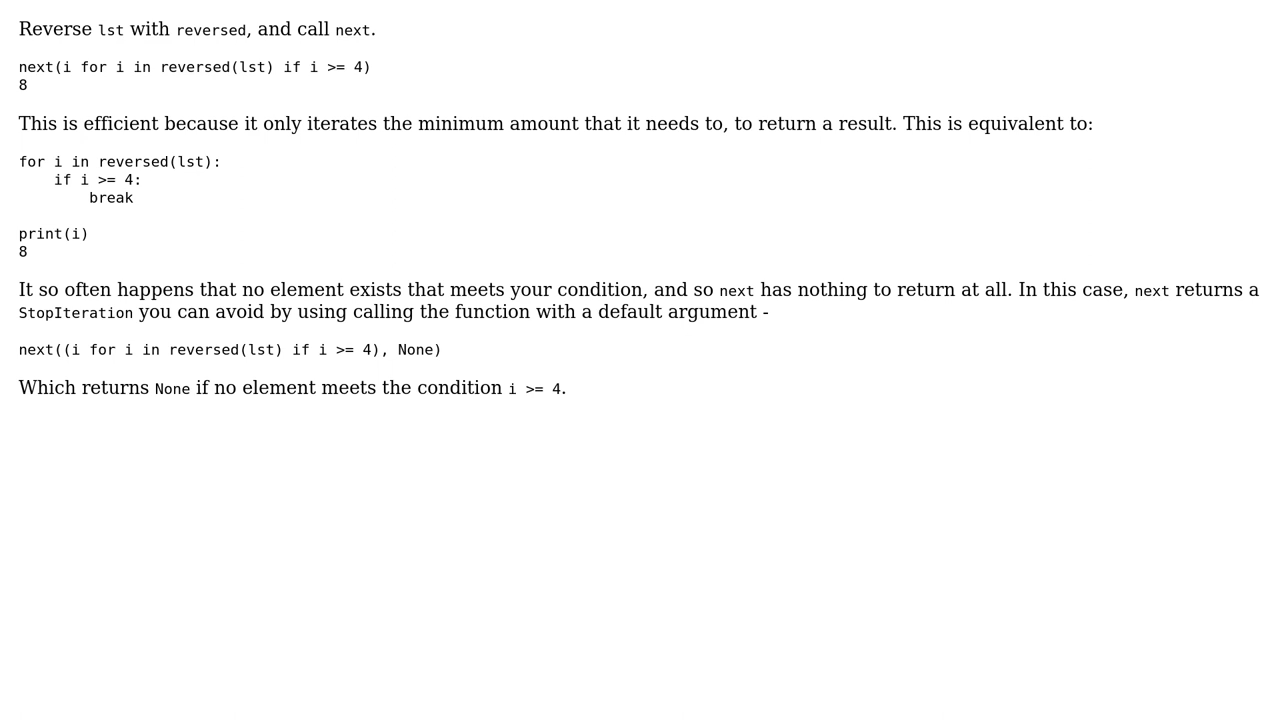 Reverse lst with reversed, and call next.
next(i for i in reversed(lst) if i >= 4)
8
This is efficient because it only iterates the minimum amount that it needs to, to return a result. This is equivalent to:
for i in reversed(lst):
    if i >= 4:
        break
print(i)
8
It so often happens that no element exists that meets your condition, and so next has nothing to return at all. In this case, next returns a
StopIteration you can avoid by using calling the function with a default argument -
next((i for i in reversed(lst) if i >= 4), None)
Which returns None if no element meets the condition i >= 4.